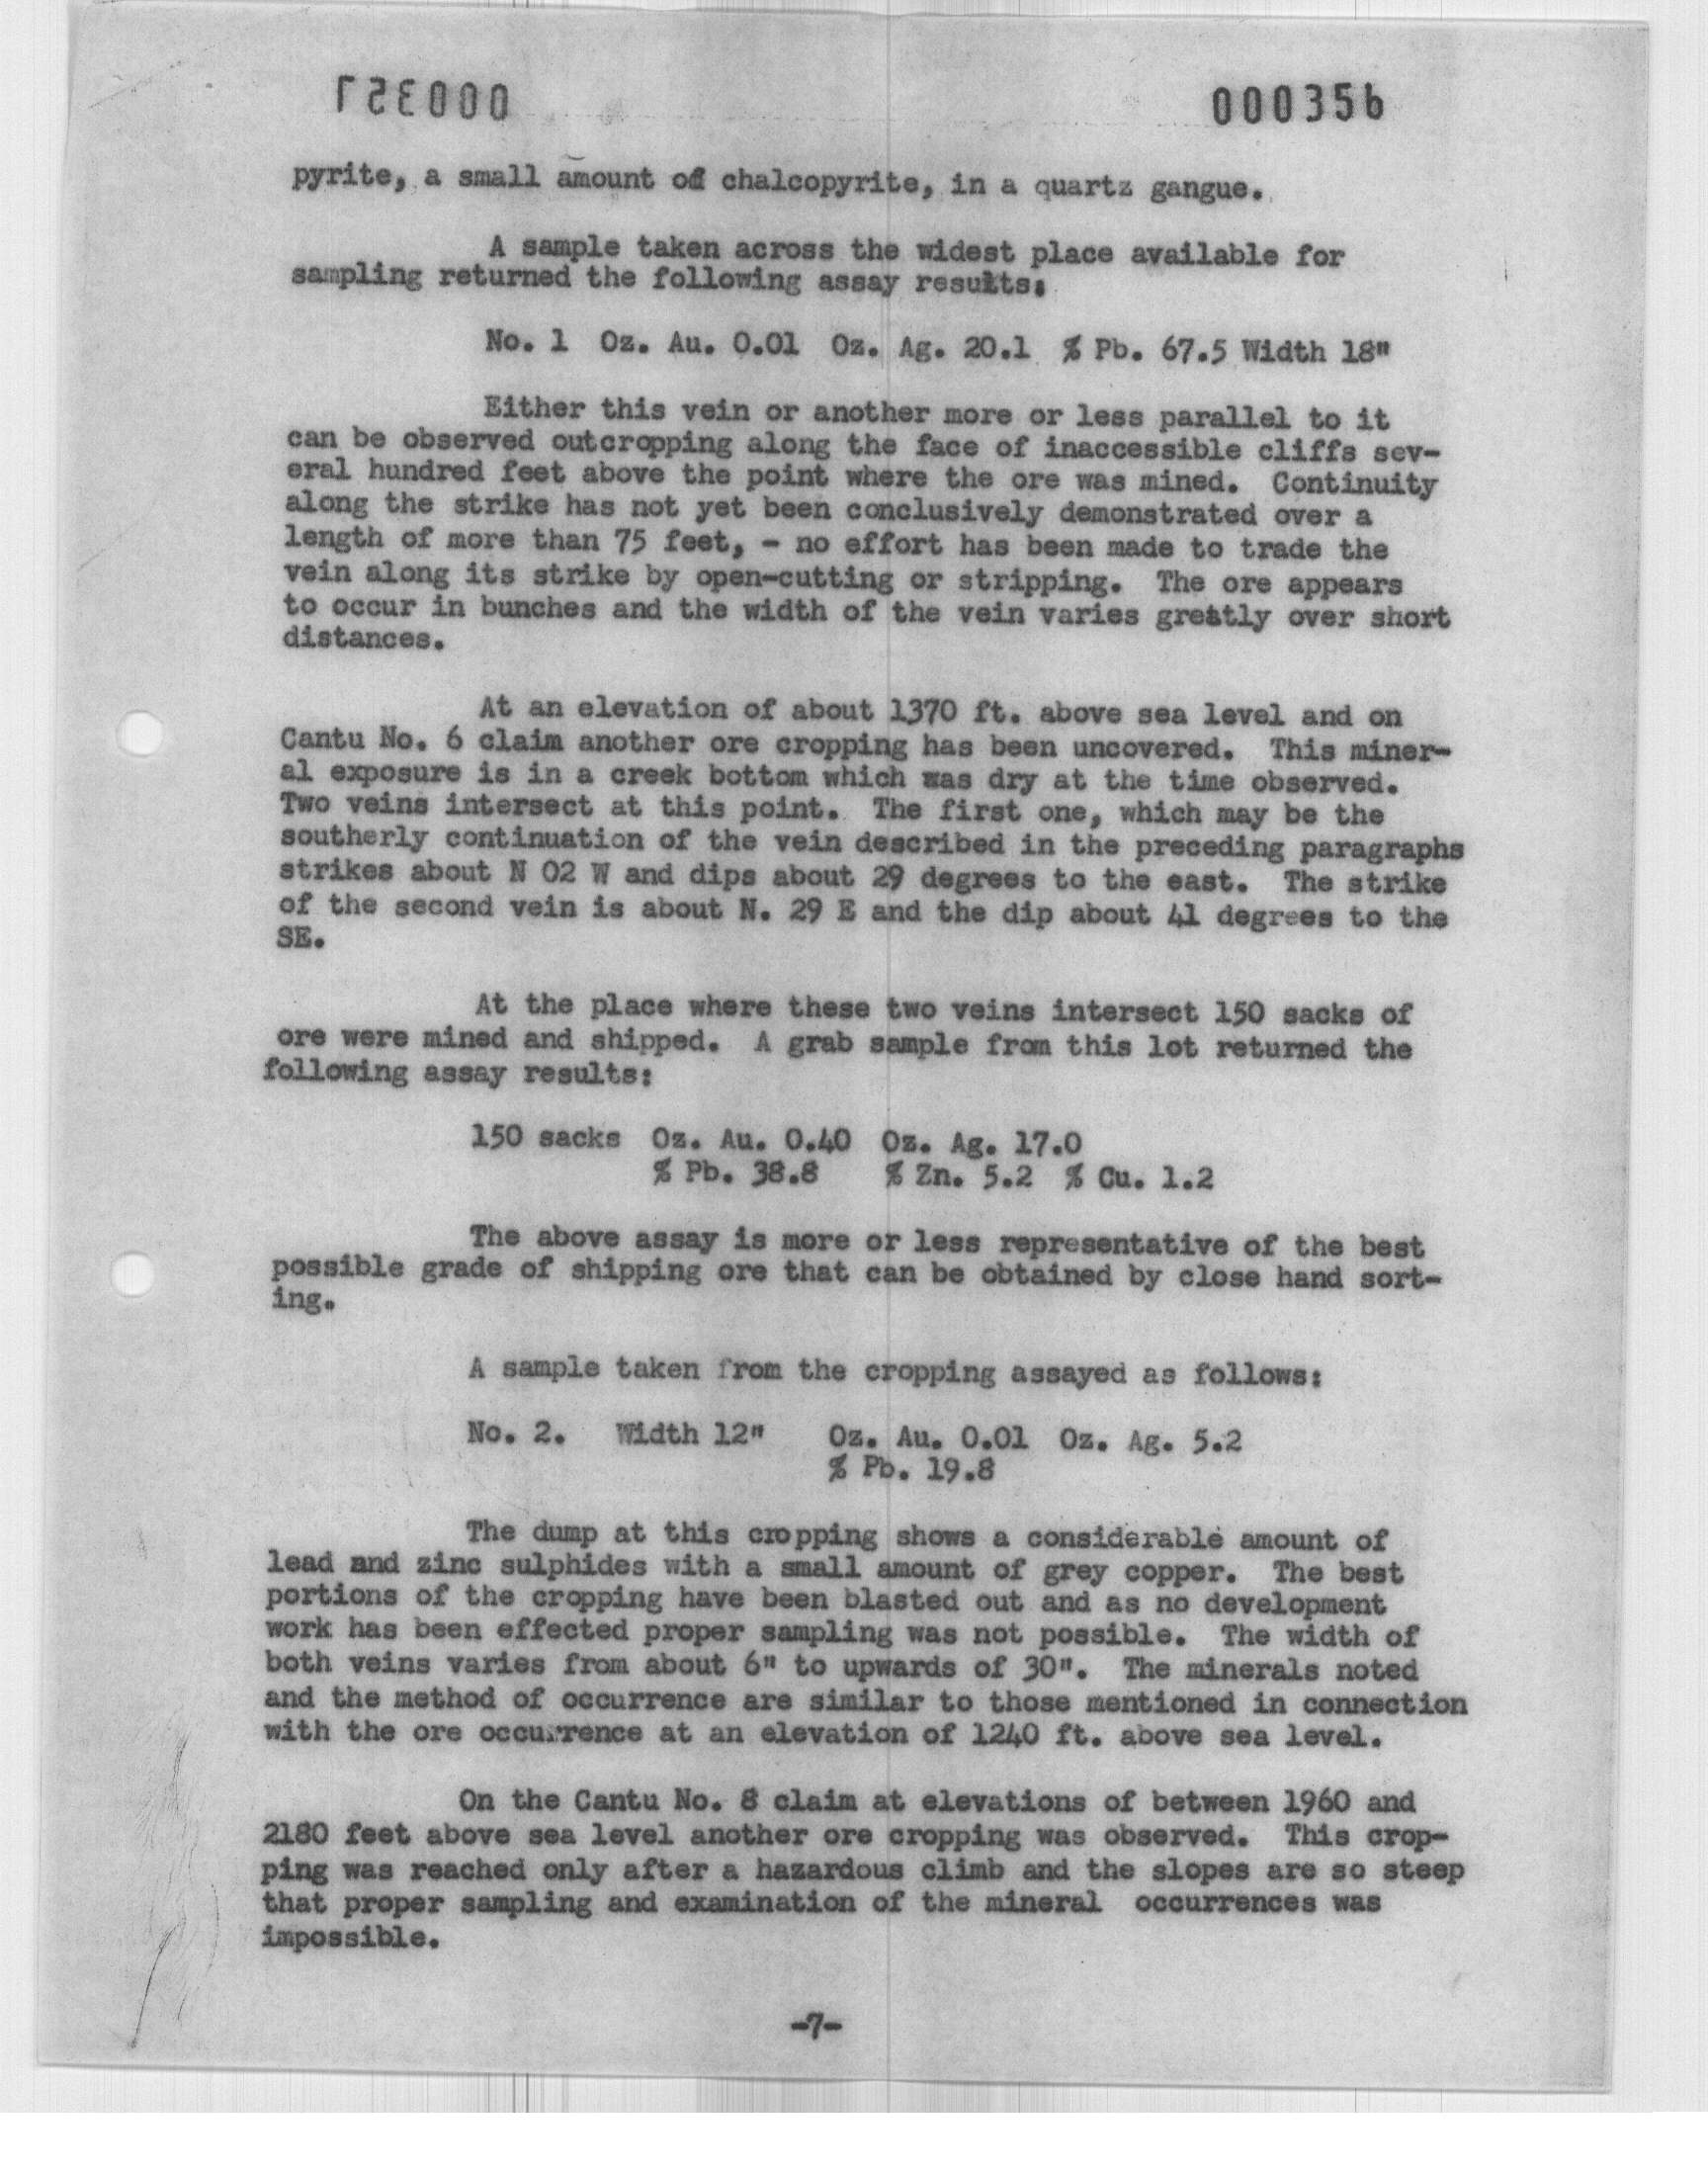 000357 000356
pyrite, a small amount of chalcopyrite, in a quartz gangue.
A sample taken across the widest place available for
sampling returned the following assay results:
No. 1 Oz. Au. 0.01 Oz. Ag. 20.1 % Pb. 67.5 Width 18"
Either this vein or another more or less parallel to it
can be observed outcropping along the face of inaccessible cliffs sev-
eral hundred feet above the point where the ore was mined. Continuity
along the strike has not yet been conclusively demonstrated over a
length of more than 75 feet, - no effort has been made to trade the
vein along its strike by open-cutting or stripping. The ore appears
to occur in bunches and the width of the vein varies greatly over short
distances.
At an elevation of about 1370 ft. above sea level and on
Cantu No. 6 claim another ore cropping has been uncovered. This miner-
al exposure is in a creek bottom which was dry at the time observed.
Two veins intersect at this point. The first one, which may be the
southerly continuation of the vein described in the preceding paragraphs
strikes about N 02 W and dips about 29 degrees to the east. The strike
of the second vein is about N. 29 E and the dip about 41 degrees to the
SE.
At the place where these two veins intersect 150 sacks of
ore were mined and shipped. A grab sample from this lot returned the
following assay results:
150 sacks Oz. Au. 0.40 Oz. Ag. 17.0
% Pb. 38.8 % Zn. 5.2 % Cu. 1.2
The above assay is more or less representative of the best
possible grade of shipping ore that can be obtained by close hand sort-
ing.
A sample taken from the cropping assayed as follows:
No. 2. Width 12" Oz. Au. 0.01 Oz. Ag. 5.2
% Pb. 19.8
The dump at this cropping shows a considerable amount of
lead and zinc sulphides with a small amount of grey copper. The best
portions of the cropping have been blasted out and as no development
work has been effected proper sampling was not possible. The width of
both veins varies from about 6" to upwards of 30". The minerals noted
and the method of occurrence are similar to those mentioned in connection
with the ore occurrence at an elevation of 1240 ft. above sea level.
On the Cantu No. 8 claim at elevations of between 1960 and
2180 feet above sea level another ore cropping was observed. This crop-
ping was reached only after a hazardous climb and the slopes are so steep
that proper sampling and examination of the mineral occurrences was
impossible.
-7-